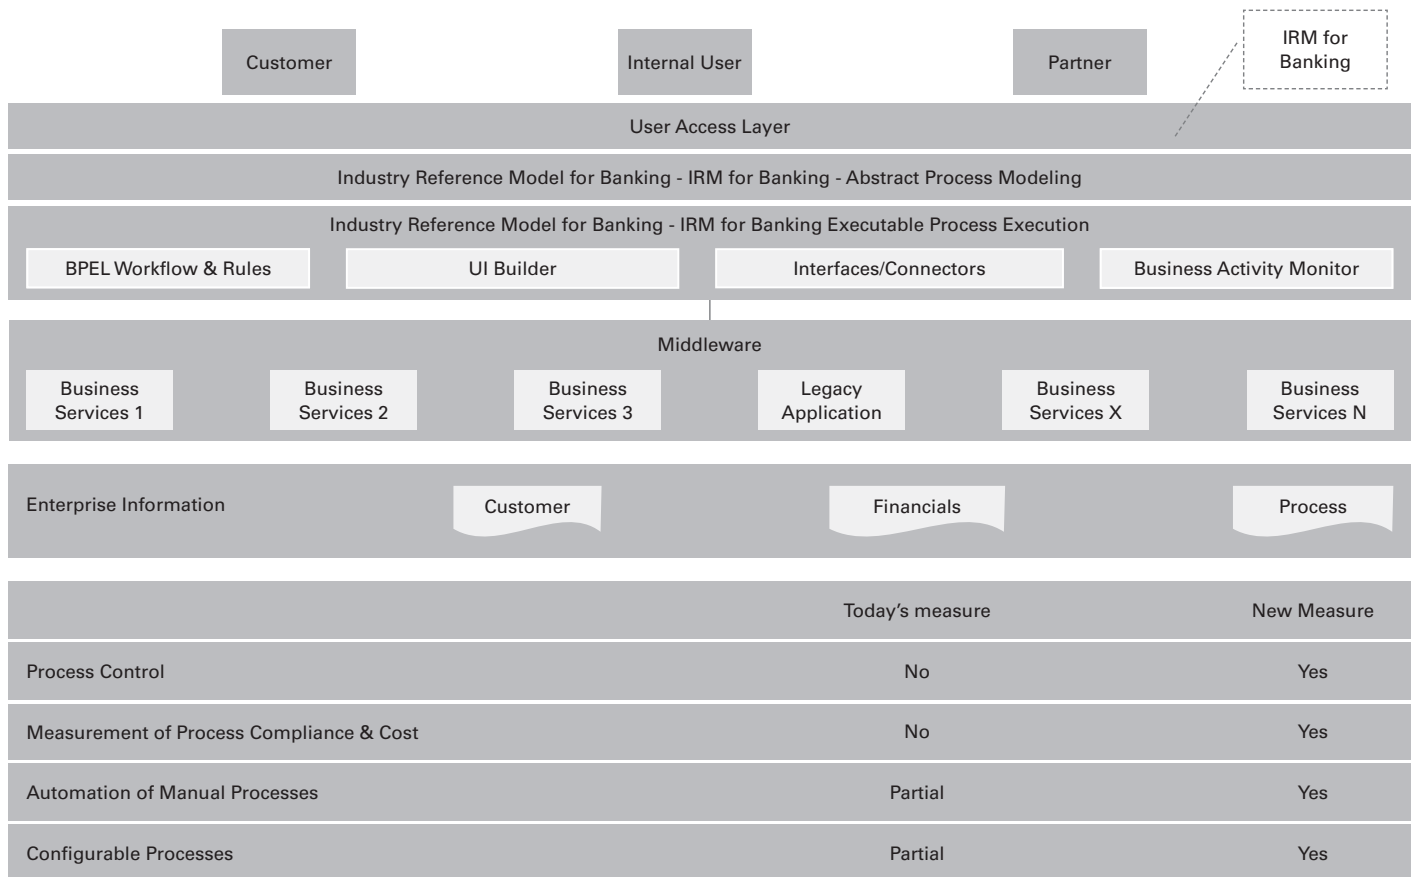 Customer
Internal User
Partner
IRM for
Banking
User Access Layer
Industry Reference Model for Banking - IRM for Banking - Abstract Process Modeling
Industry Reference Model for Banking - IRM for Banking Executable Process Execution
BPEL Workflow & Rules
UI Builder
Interfaces/Connectors
Business Activity Monitor
Middleware
Business
Services 1
Business
Services 2
Business
Services 3
Legacy
Application
Business
Services X
Business
Services N
Enterprise Information
Customer
Financials
Process
Today's measure
New Measure
Process Control
No
Yes
Measurement of Process Compliance & Cost
No
Yes
Automation of Manual Processes
Partial
Yes
Configurable Processes
Partial
Yes